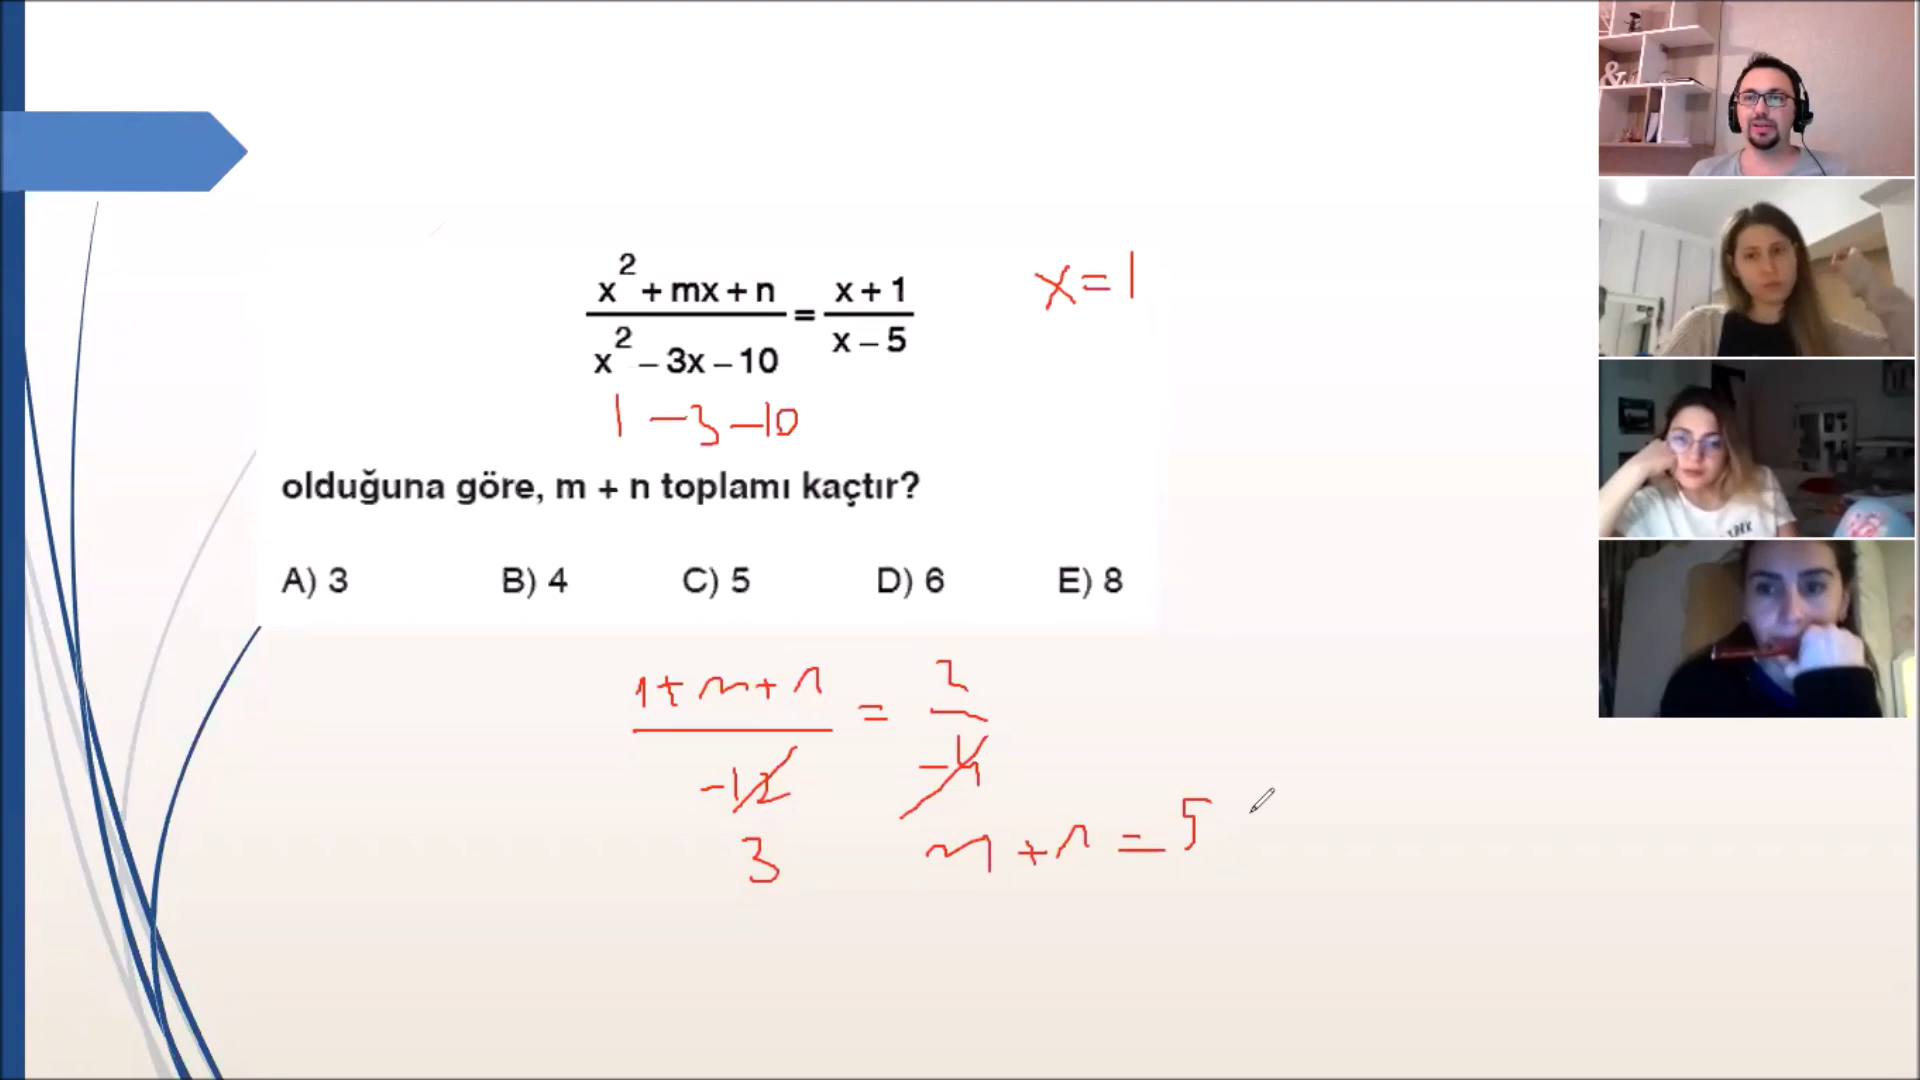 x² + mx + n / x² – 3x – 10 = x + 1 / x – 5
x = 1
1 – 3 – 10
olduğuna göre, m + n toplamı kaçtır?
A) 3 B) 4 C) 5 D) 6 E) 8
1 + m + n / -12 = 2 / -4
3
m + n = 5